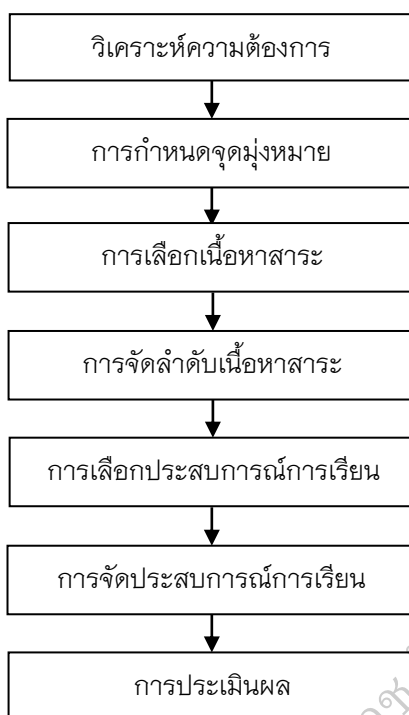 วิเคราะห์ความต้องการ
การกำหนดจุดมุ่งหมาย
การเลือกเนื้อหาสาระ
การจัดลำดับเนื้อหาสาระ
การเลือกประสบการณ์การเรียน
การจัดประสบการณ์การเรียน
การประเมินผล